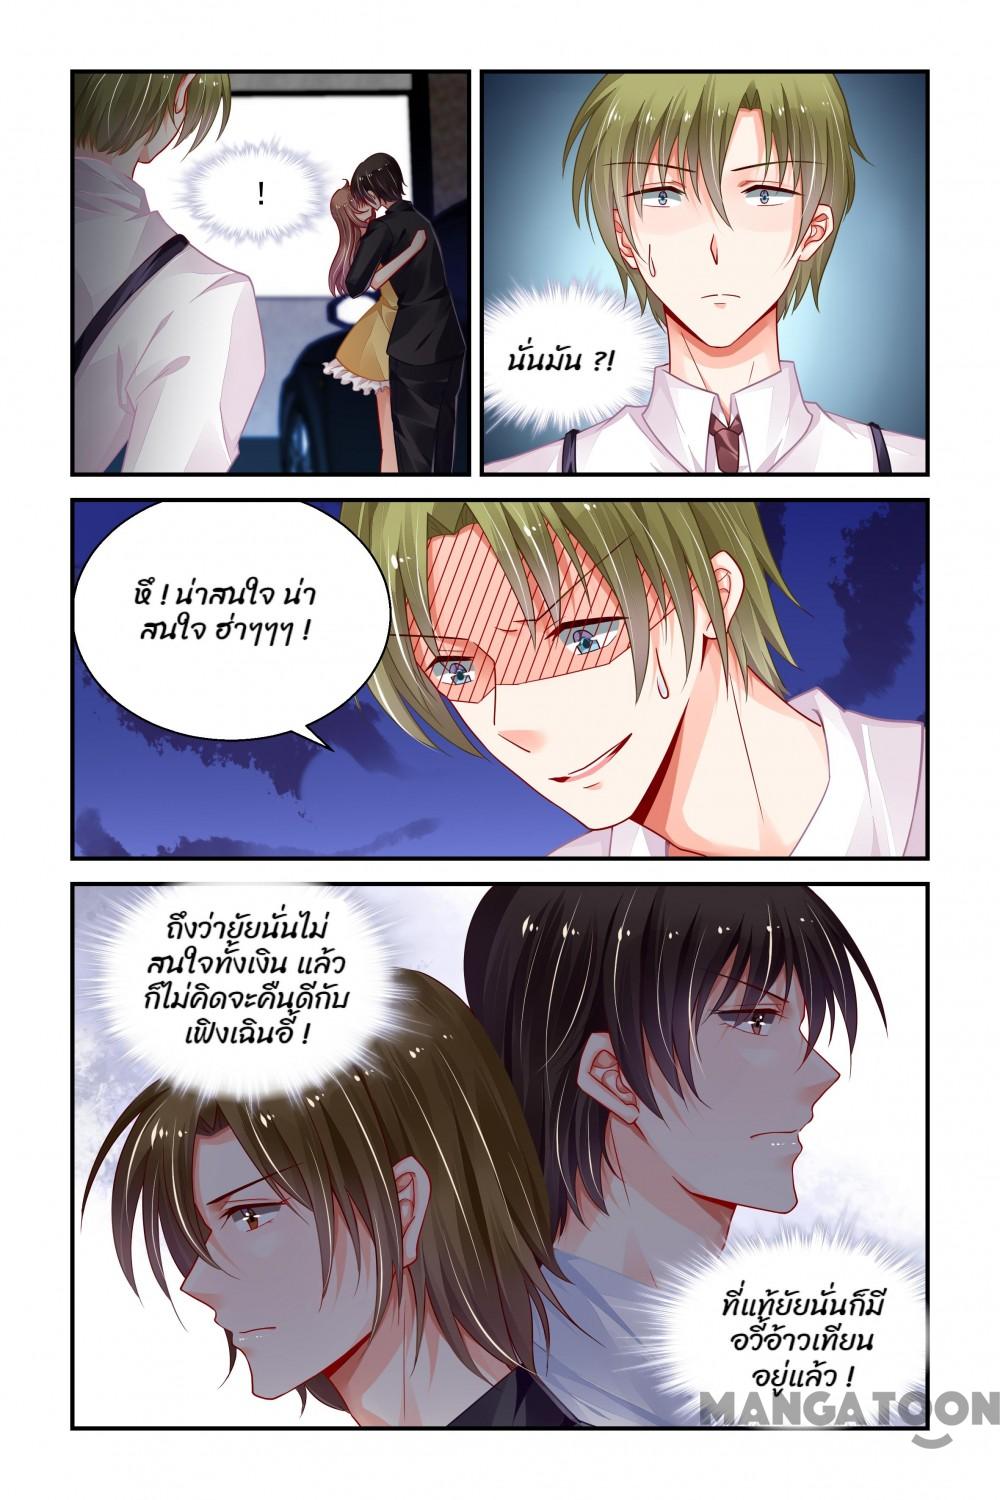 !
นั่นมัน ?!
หึ ! น่าสนใจ น่า
สนใจ ฮ่าๆๆๆ !
ถึงว่ายัยนั่นไม่
สนใจทั้งเงิน แล้ว
ก็ไม่คิดจะคืนดีกับ
เฟิงเฉินอี้ !
ที่แท้ยัยนั่นก็มี
อวี้อ้าวเทียน
อยู่แล้ว !
MANGATOON